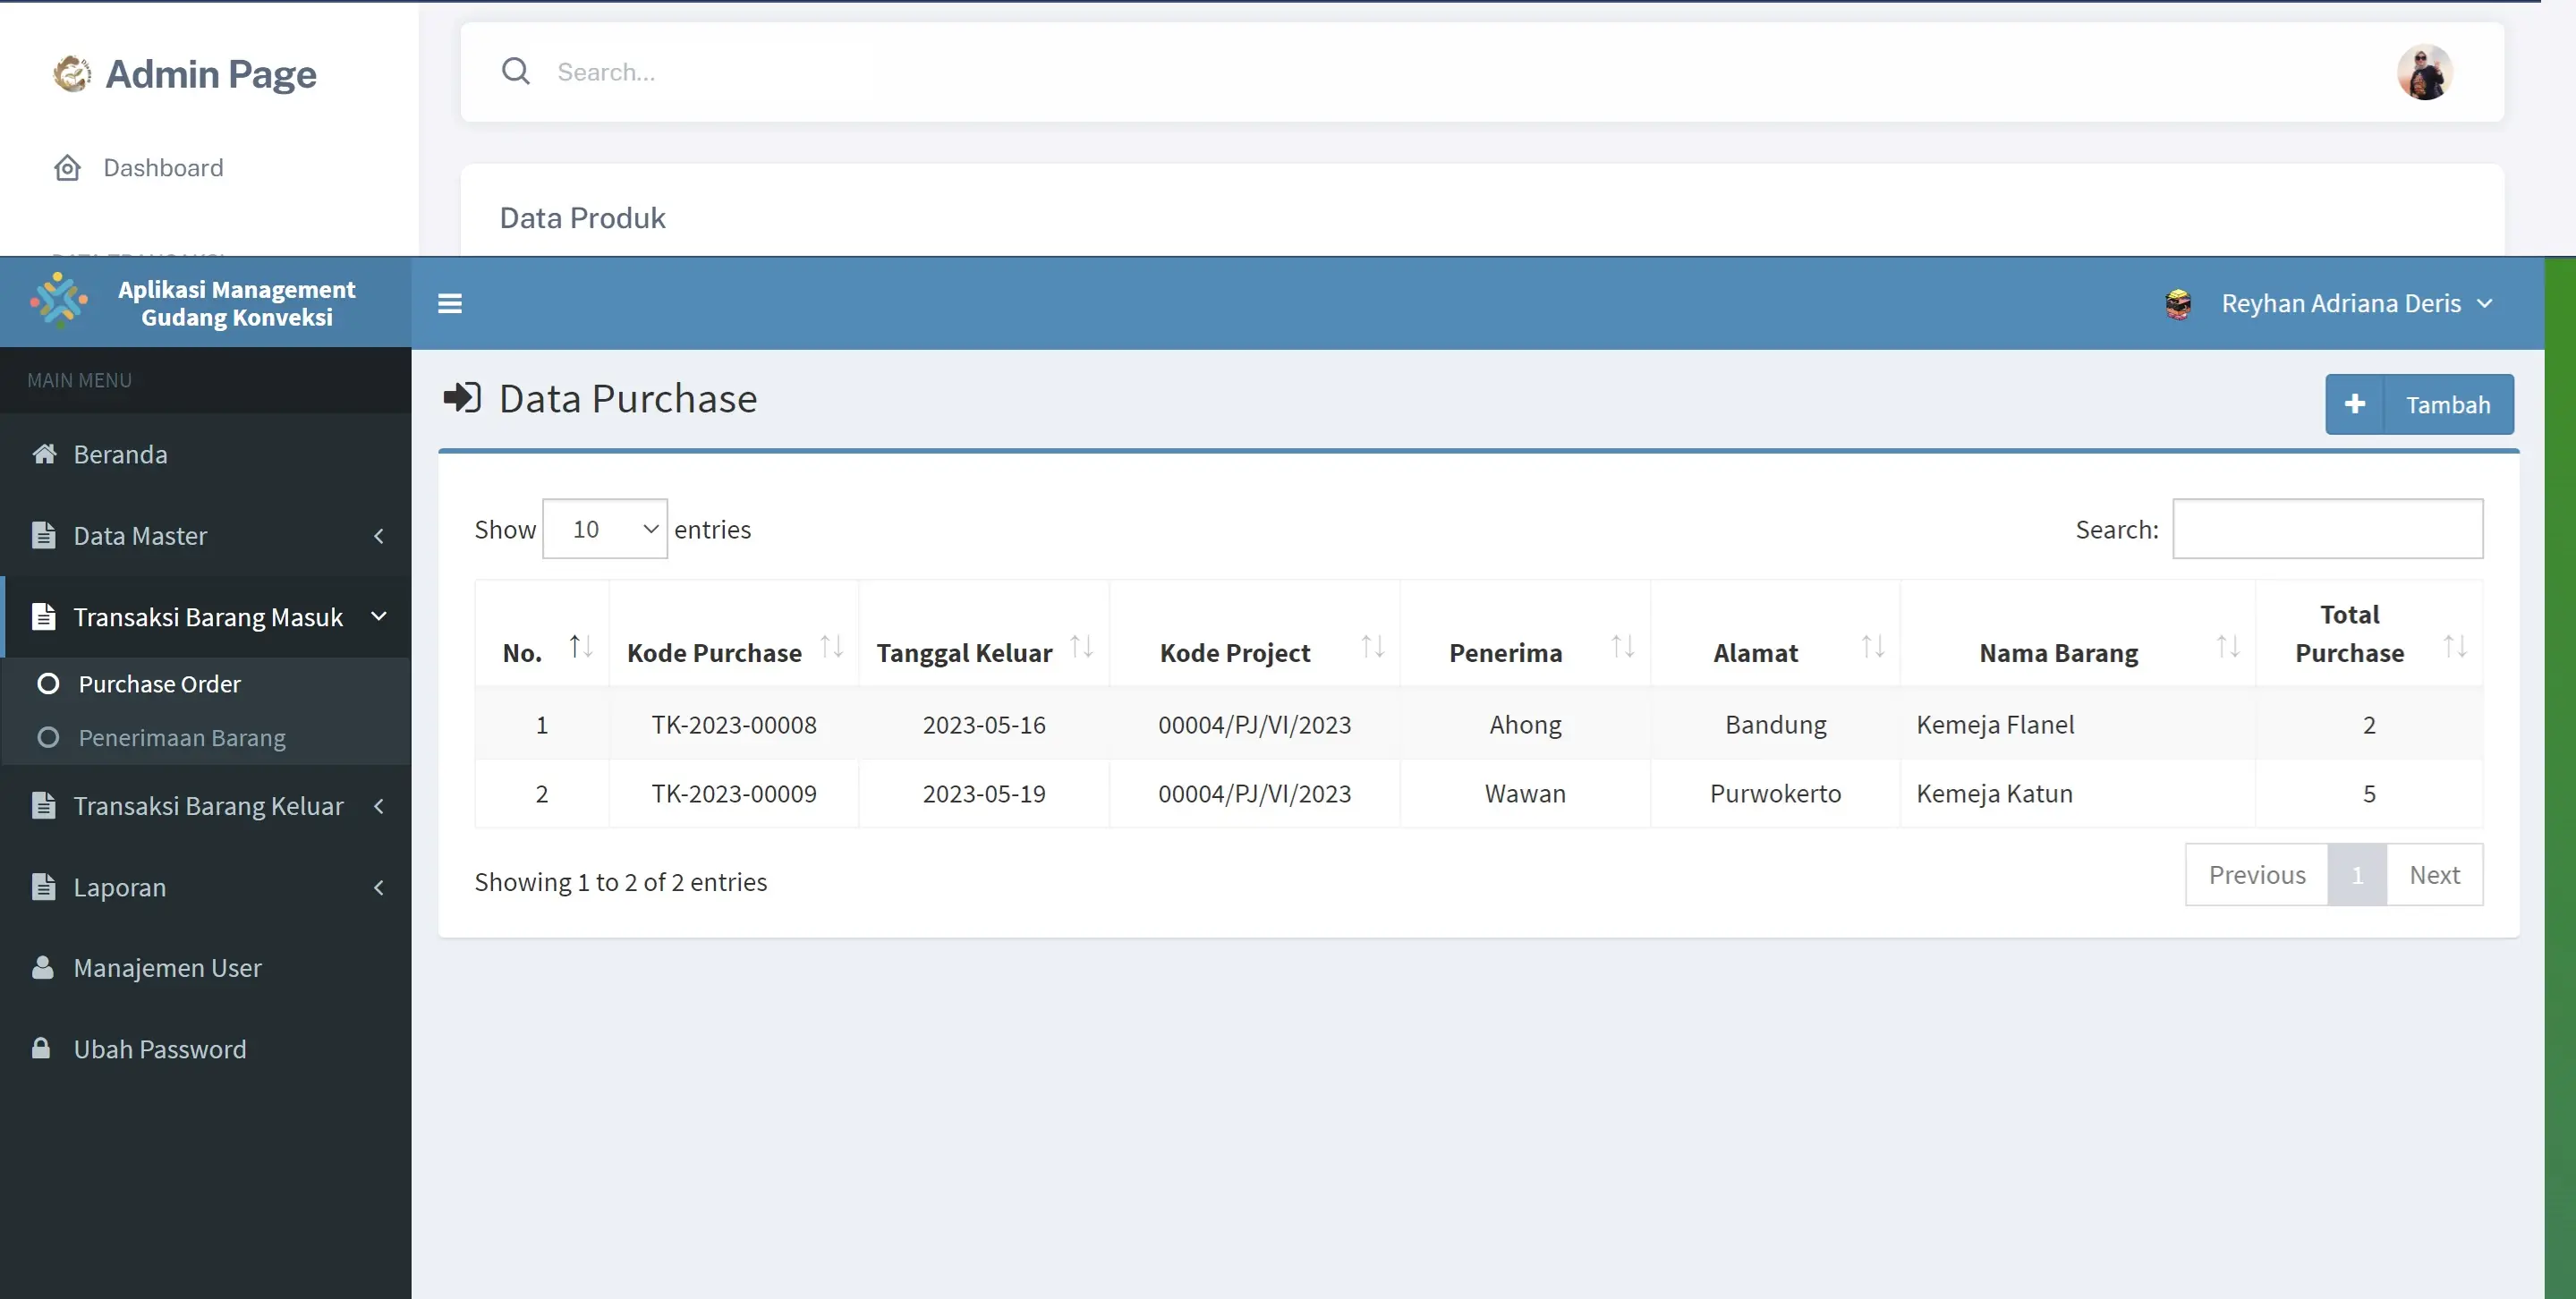 Admin Page
Search...
Dashboard
Data Produk
Aplikasi Management
Gudang Konveksi
Reyhan Adriana Deris
MAIN MENU
Data Purchase
Tambah
Beranda
Data Master
Transaksi Barang Masuk
Purchase Order
Penerimaan Barang
Transaksi Barang Keluar
Laporan
Manajemen User
Ubah Password
Show 10 entries
Search:
No. Kode Purchase Tanggal Keluar Kode Project Penerima Alamat Nama Barang Total Purchase
1 TK-2023-00008 2023-05-16 00004/PJ/VI/2023 Ahong Bandung Kemeja Flanel 2
2 TK-2023-00009 2023-05-19 00004/PJ/VI/2023 Wawan Purwokerto Kemeja Katun 5
Showing 1 to 2 of 2 entries
Previous 1 Next